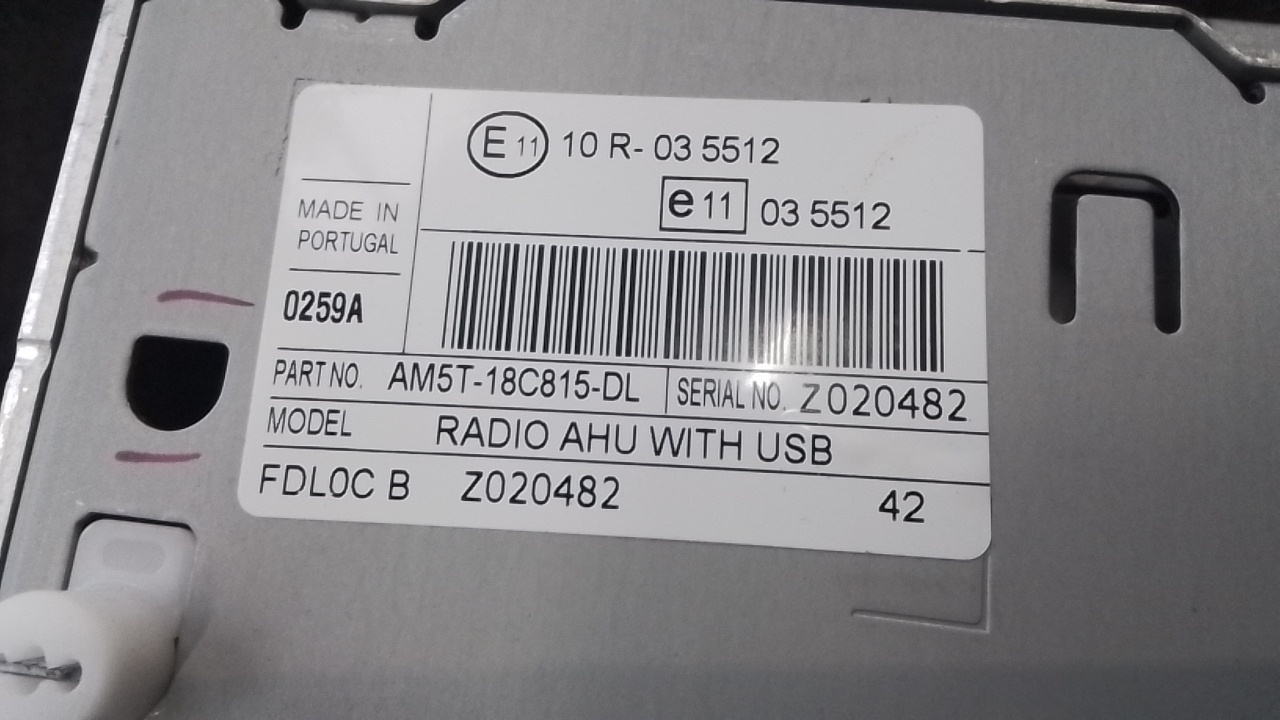 E 11 10 R- 03 5512
e 11 03 5512
MADE IN
PORTUGAL
0259A
PART NO. AM5T-18C815-DL SERIAL NO. Z020482
MODEL RADIO AHU WITH USB
FDLOC B Z020482 42